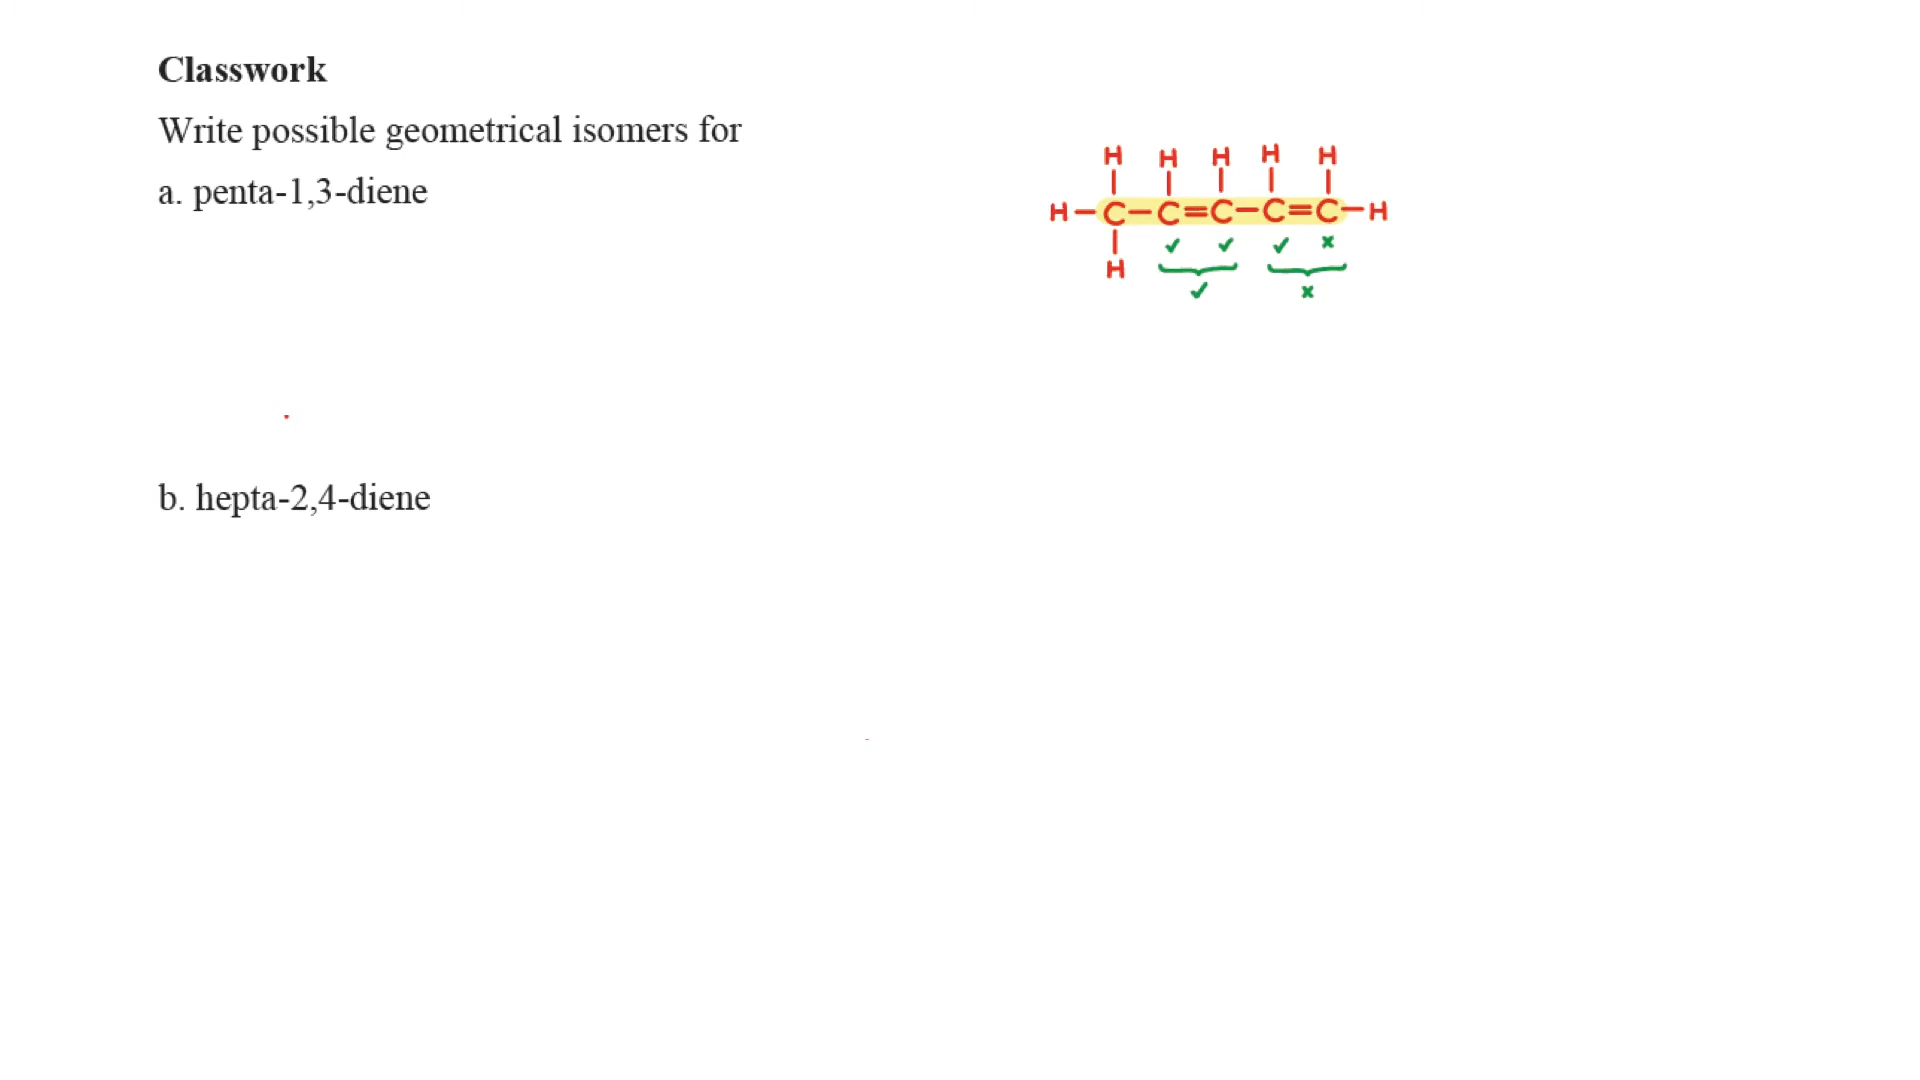 Classwork
Write possible geometrical isomers for
a. penta-1,3-diene
H H H H H
H-C-C=C-C=C-H
✓ ✓ ✓ x
H
✓ x
b. hepta-2,4-diene